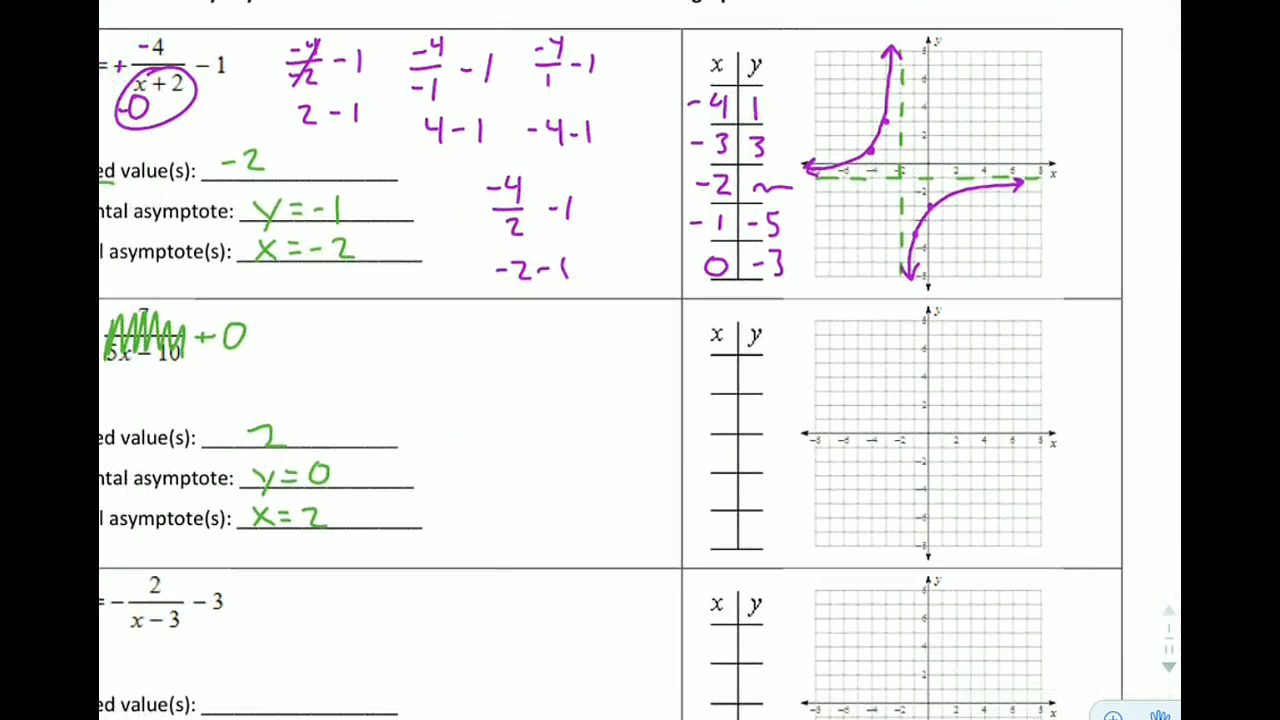 = + -4/(x + 2) - 1
-0
-4/-2 - 1 -4/-1 - 1 -4/1 - 1
2 - 1 4 - 1 -4 - 1
-4/2 - 1
-2 - 1
ed value(s): -2
ntal asymptote: y = -1
l asymptote(s): x = -2
x y
-4 1
-3 3
-2 ~
-1 -5
0 -3
5x - 10 + 0
ed value(s): 2
ntal asymptote: y = 0
l asymptote(s): x = 2
x y
= - 2/(x - 3) - 3
ed value(s):
x y